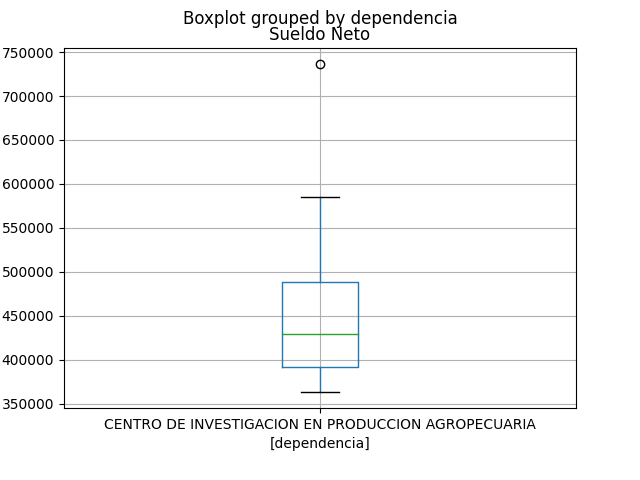 Boxplot grouped by dependencia
Sueldo Neto
750000
700000
650000
600000
550000
500000
450000
400000
350000
CENTRO DE INVESTIGACION EN PRODUCCION AGROPECUARIA
[dependencia]